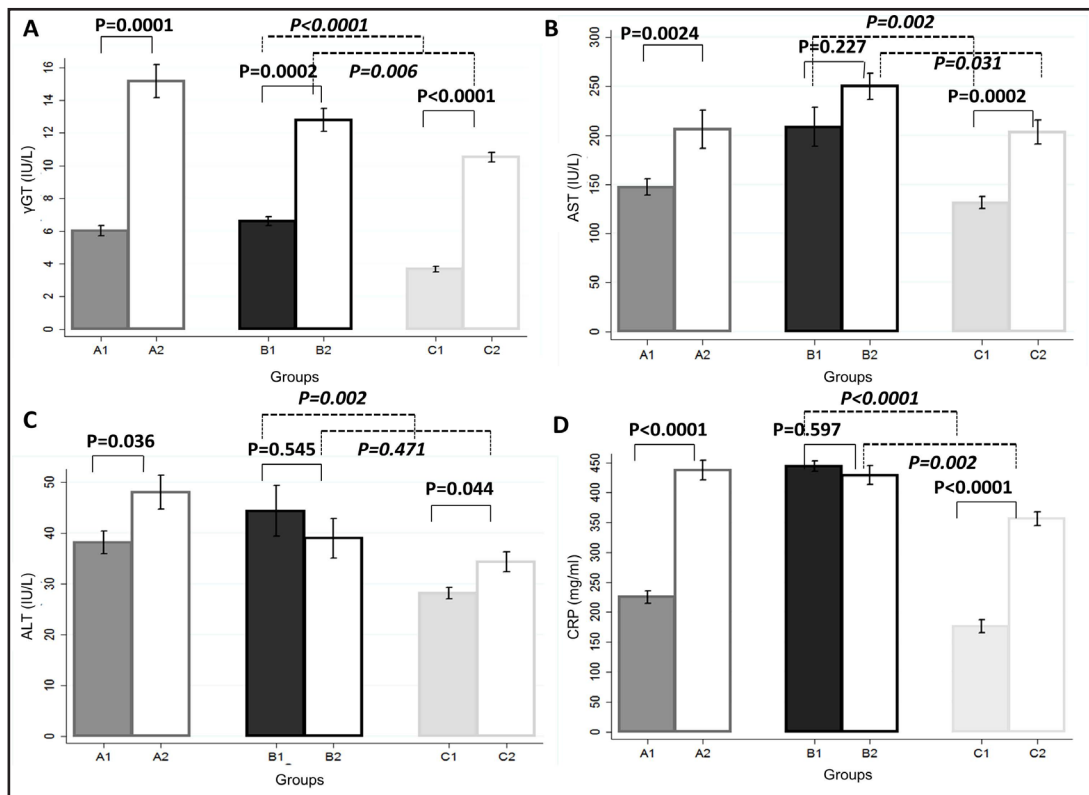 A
P=0.0001
P<0.0001
P=0.0002
P=0.006
P<0.0001
γGT (IU/L)
16
14
12
10
8
6
4
2
0
A1 A2 B1 B2 C1 C2
Groups
B
P=0.002
P=0.0024
P=0.227
P=0.031
P=0.0002
AST (IU/L)
300
250
200
150
100
50
0
A1 A2 B1 B2 C1 C2
Groups
C
P=0.002
P=0.036
P=0.545
P=0.471
P=0.044
ALT (IU/L)
50
40
30
20
10
0
A1 A2 B1 B2 C1 C2
Groups
D
P<0.0001
P<0.0001
P=0.597
P=0.002
P<0.0001
CRP (mg/ml)
450
400
350
300
250
200
150
100
50
0
A1 A2 B1 B2 C1 C2
Groups